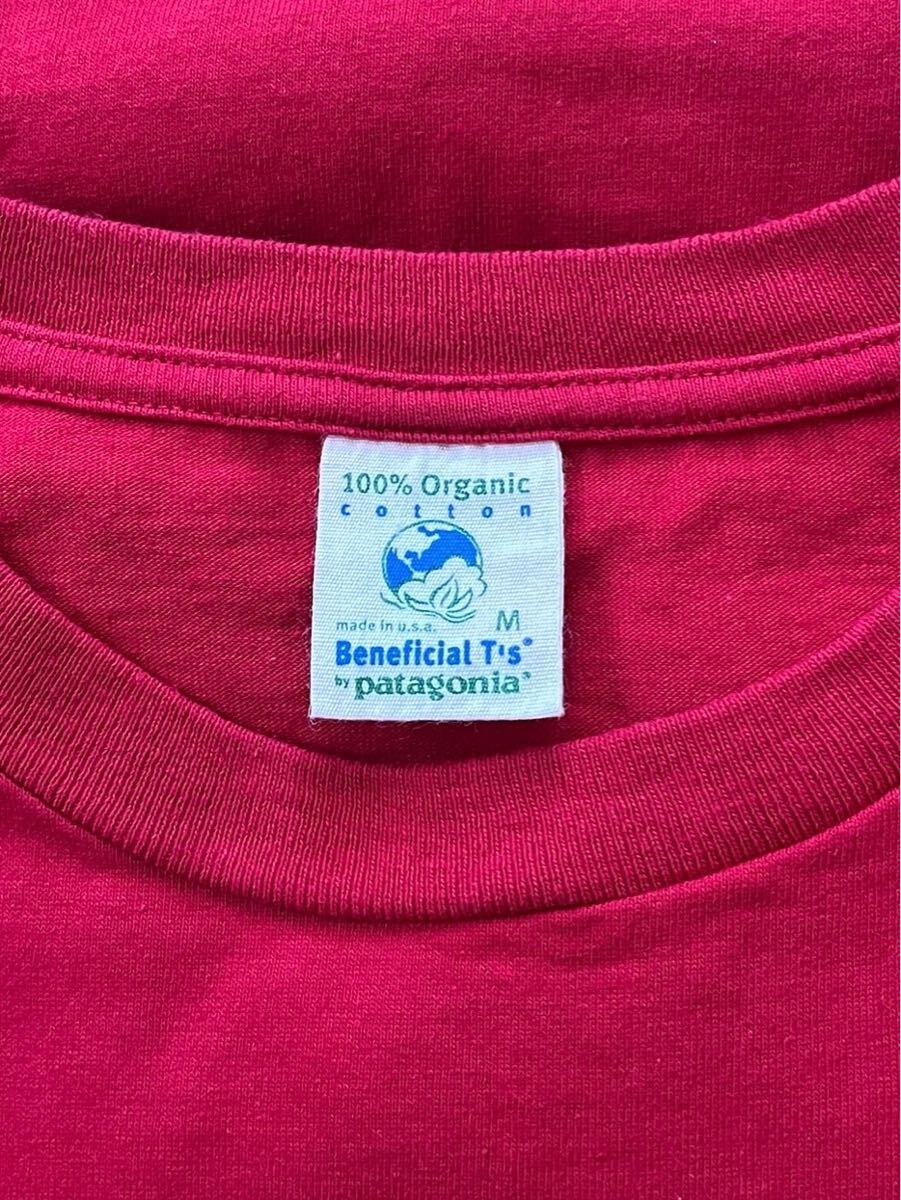 100% Organic
cotton
made in u.s.a. M
Beneficial T's®
by patagonia®